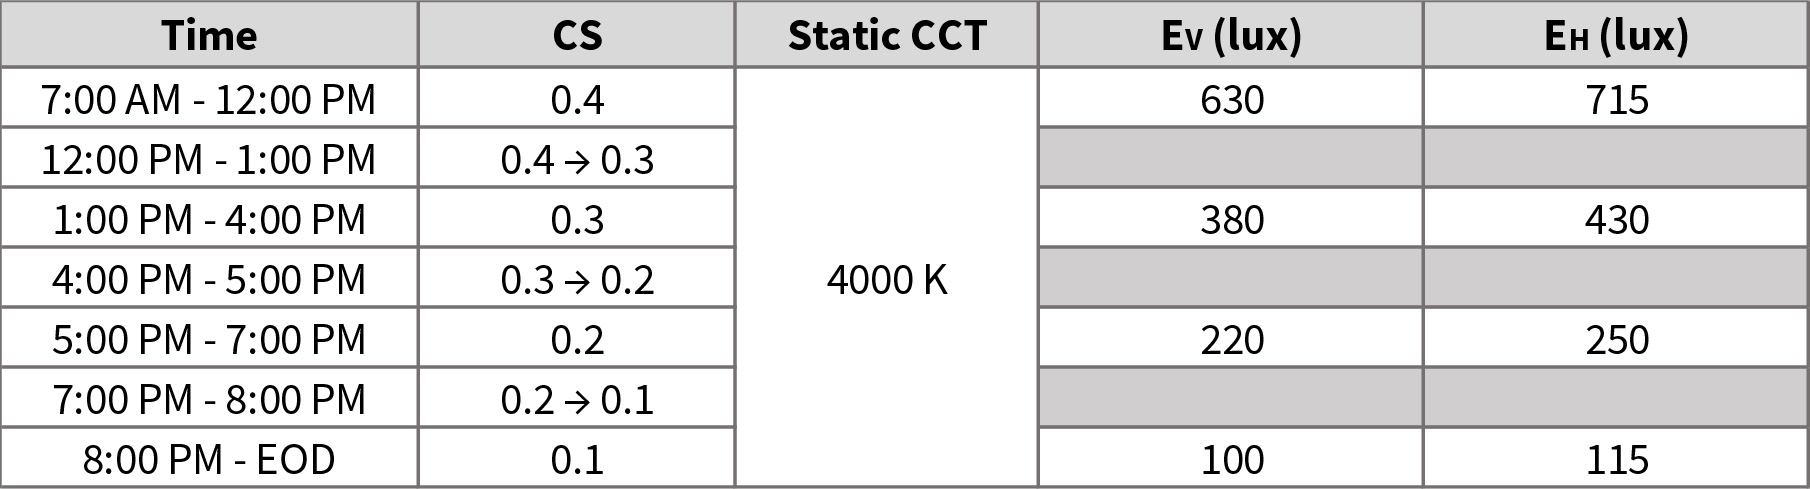 Time CS Static CCT EV (lux) EH (lux)
7:00 AM - 12:00 PM 0.4 630 715
12:00 PM - 1:00 PM 0.4 → 0.3
1:00 PM - 4:00 PM 0.3 380 430
4:00 PM - 5:00 PM 0.3 → 0.2 4000 K
5:00 PM - 7:00 PM 0.2 220 250
7:00 PM - 8:00 PM 0.2 → 0.1
8:00 PM - EOD 0.1 100 115